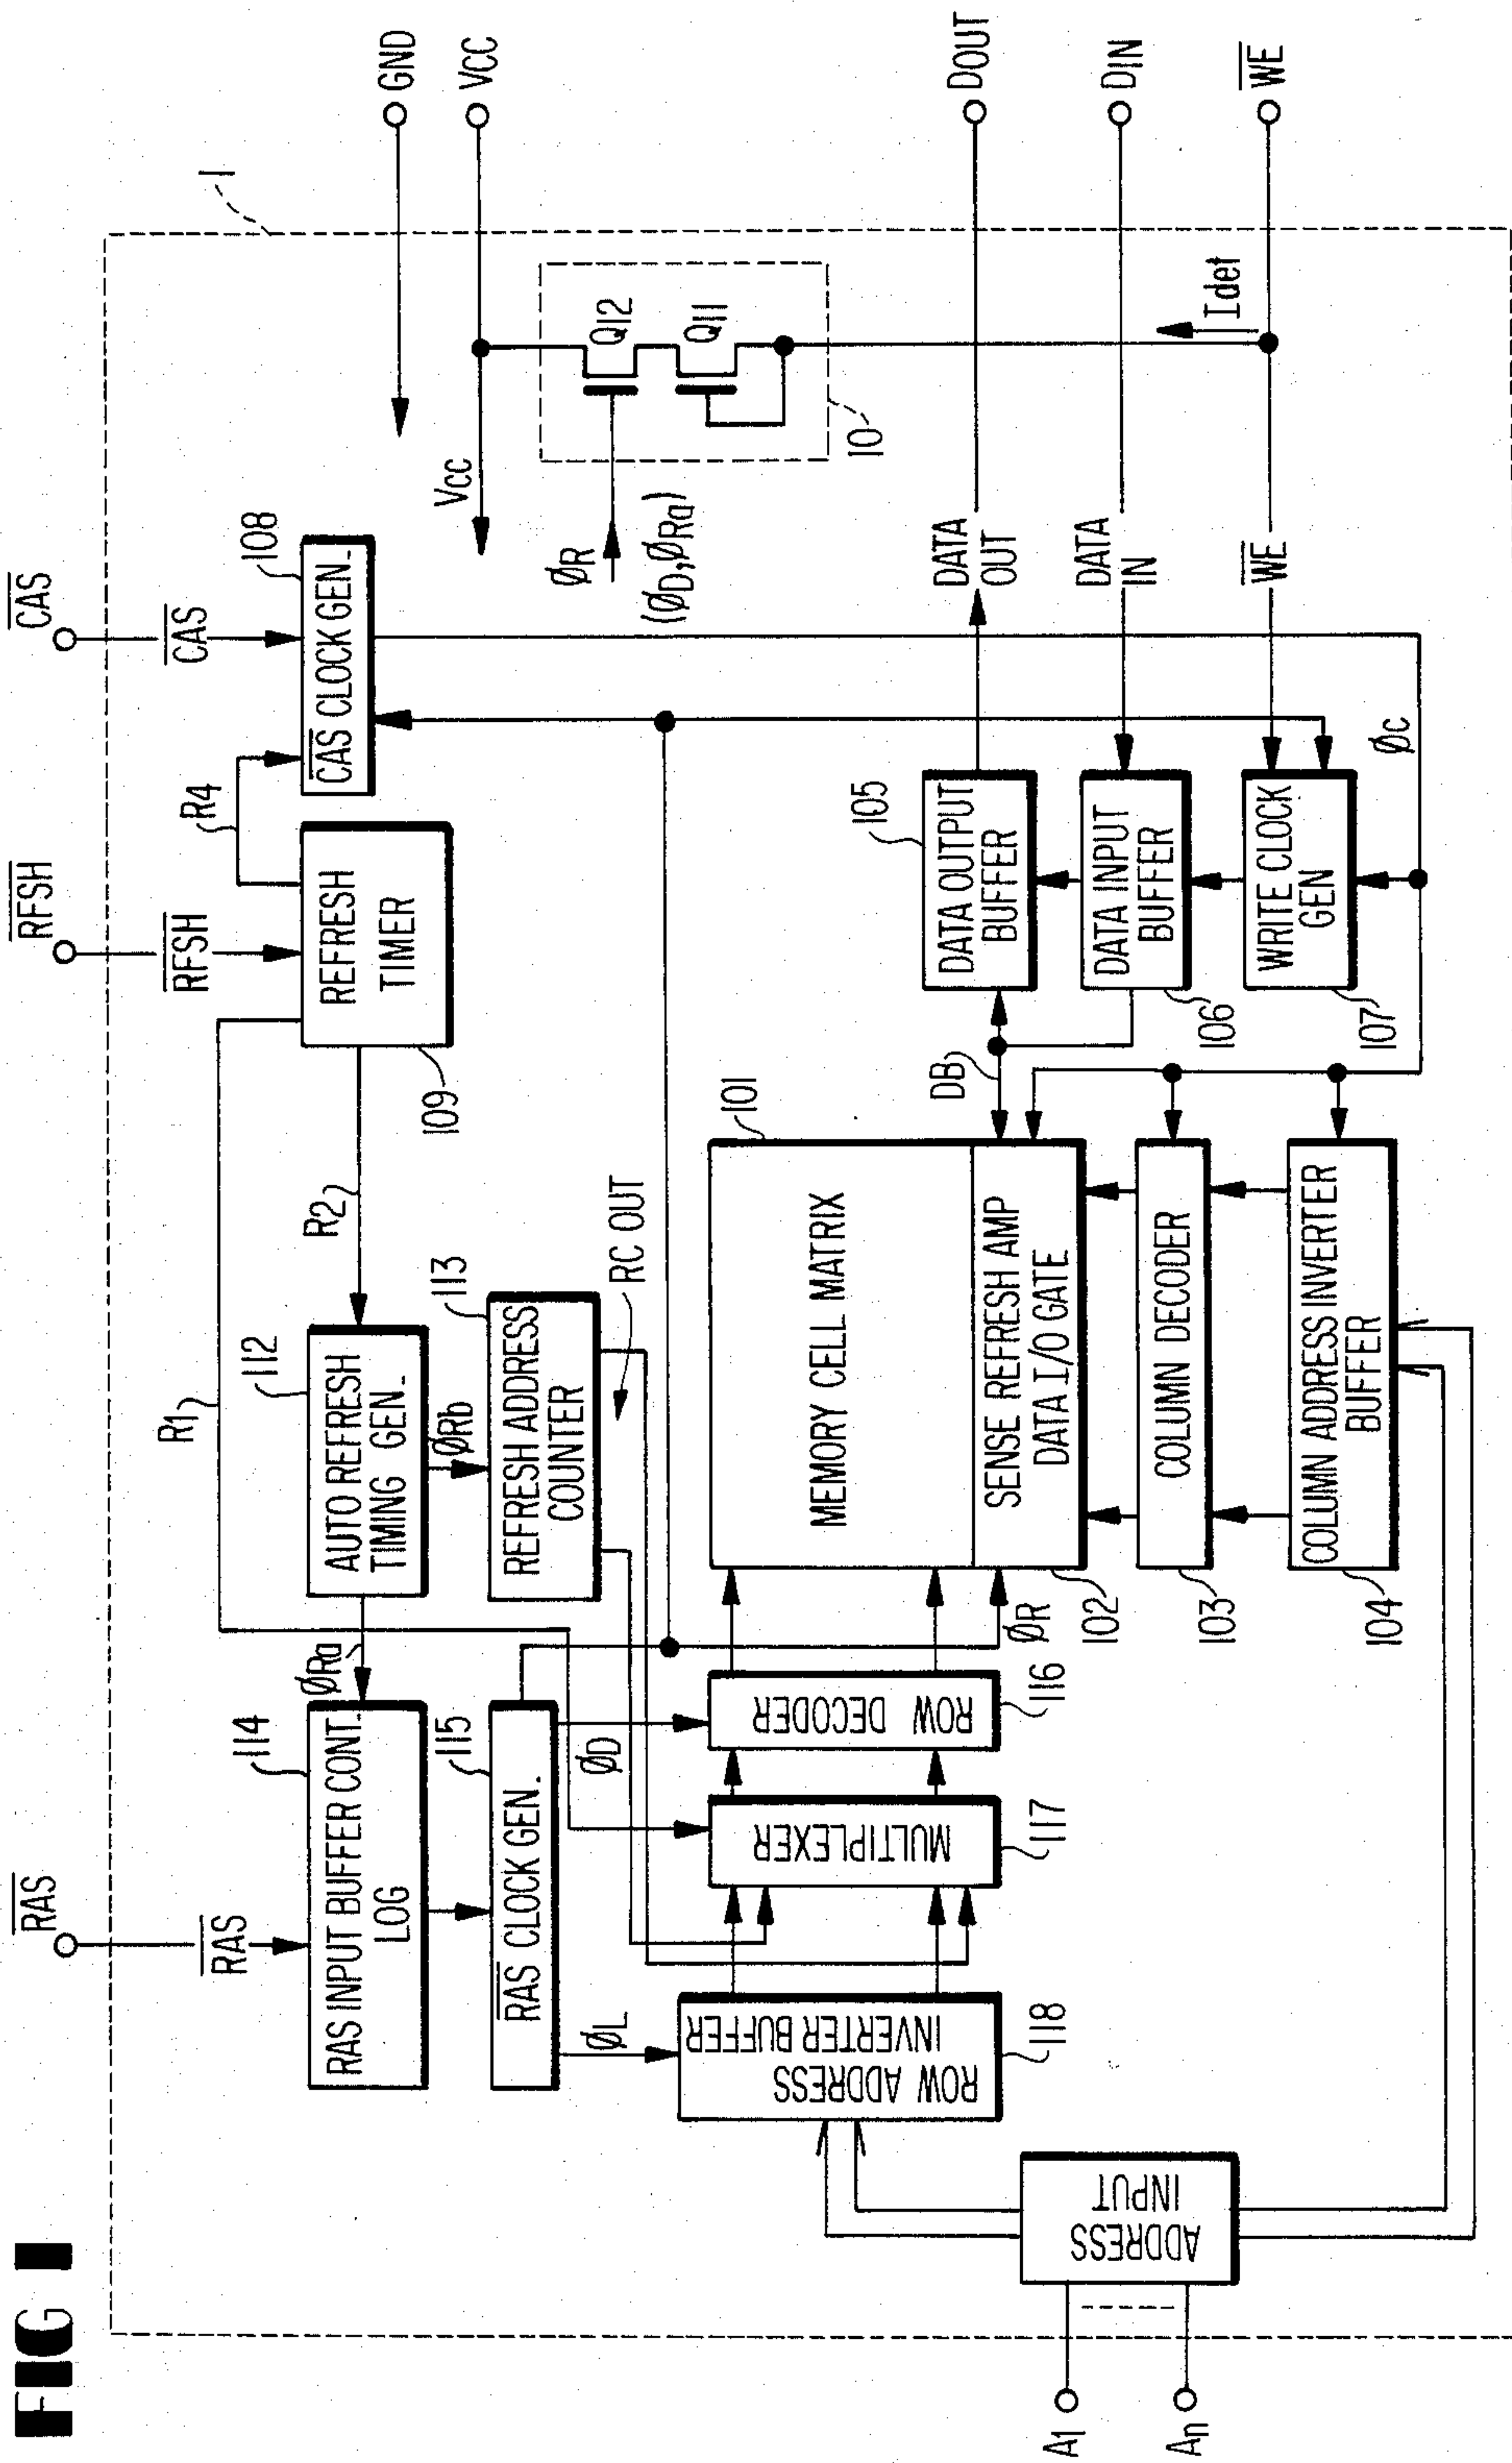 FIG 1
RAS
RFSH
CAS
RAS
RFSH
CAS
1
GND
VCC
R1
R2
R4
114
RAS INPUT BUFFER CONT.
LOG
ØRa
112
AUTO REFRESH
TIMING GEN.
109
REFRESH
TIMER
108
CAS CLOCK GEN.
VCC
115
RAS CLOCK GEN.
ØRb
113
REFRESH ADDRESS
COUNTER
RC OUT
ØL
ØD
ØR
(ØD, ØRa)
Q12
Q11
10
ROW ADDRESS
INVERTER BUFFER
118
MULTIPLEXER
117
ROW DECODER
116
101
MEMORY CELL MATRIX
SENSE REFRESH AMP
DATA I/O GATE
102
ØR
DB
105
DATA OUTPUT
BUFFER
DATA
OUT
DOUT
COLUMN DECODER
103
DATA INPUT
BUFFER
106
DATA
IN
DIN
COLUMN ADDRESS INVERTER
BUFFER
104
WRITE CLOCK
GEN
107
WE
Idet
WE
ØC
ADDRESS
INPUT
A1
An